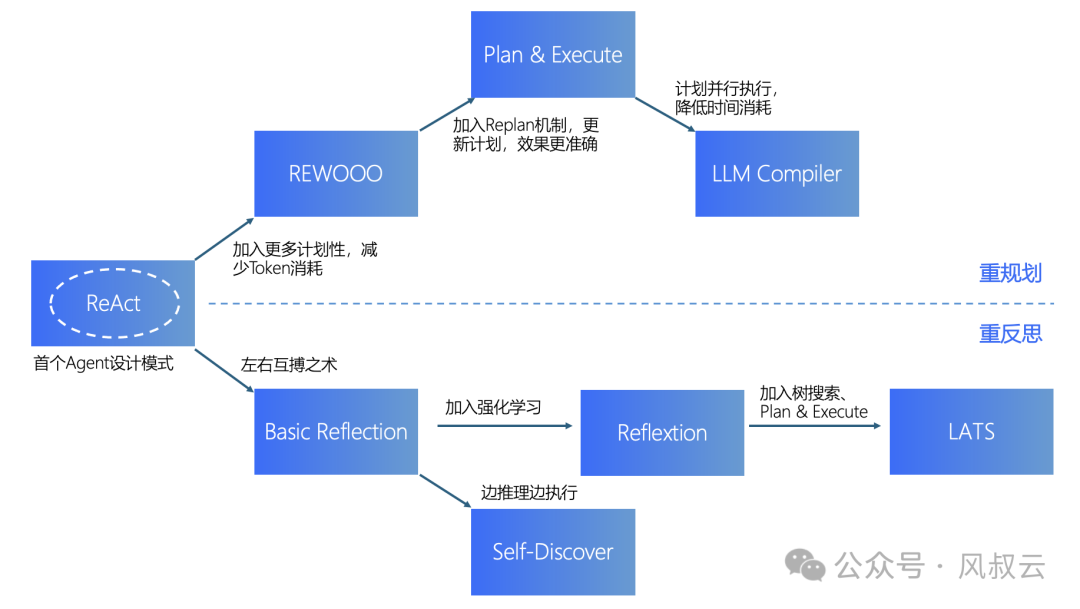 Plan & Execute
计划并行执行，
降低时间消耗
加入Replan机制，更
新计划，效果更准确
REWOOO
LLM Compiler
加入更多计划性，减
少Token消耗
重规划
ReAct
重反思
首个Agent设计模式
左右互搏之术
加入树搜索、
Plan & Execute
加入强化学习
Basic Reflection
Reflextion
LATS
边推理边执行
Self-Discover
公众号 · 风叔云